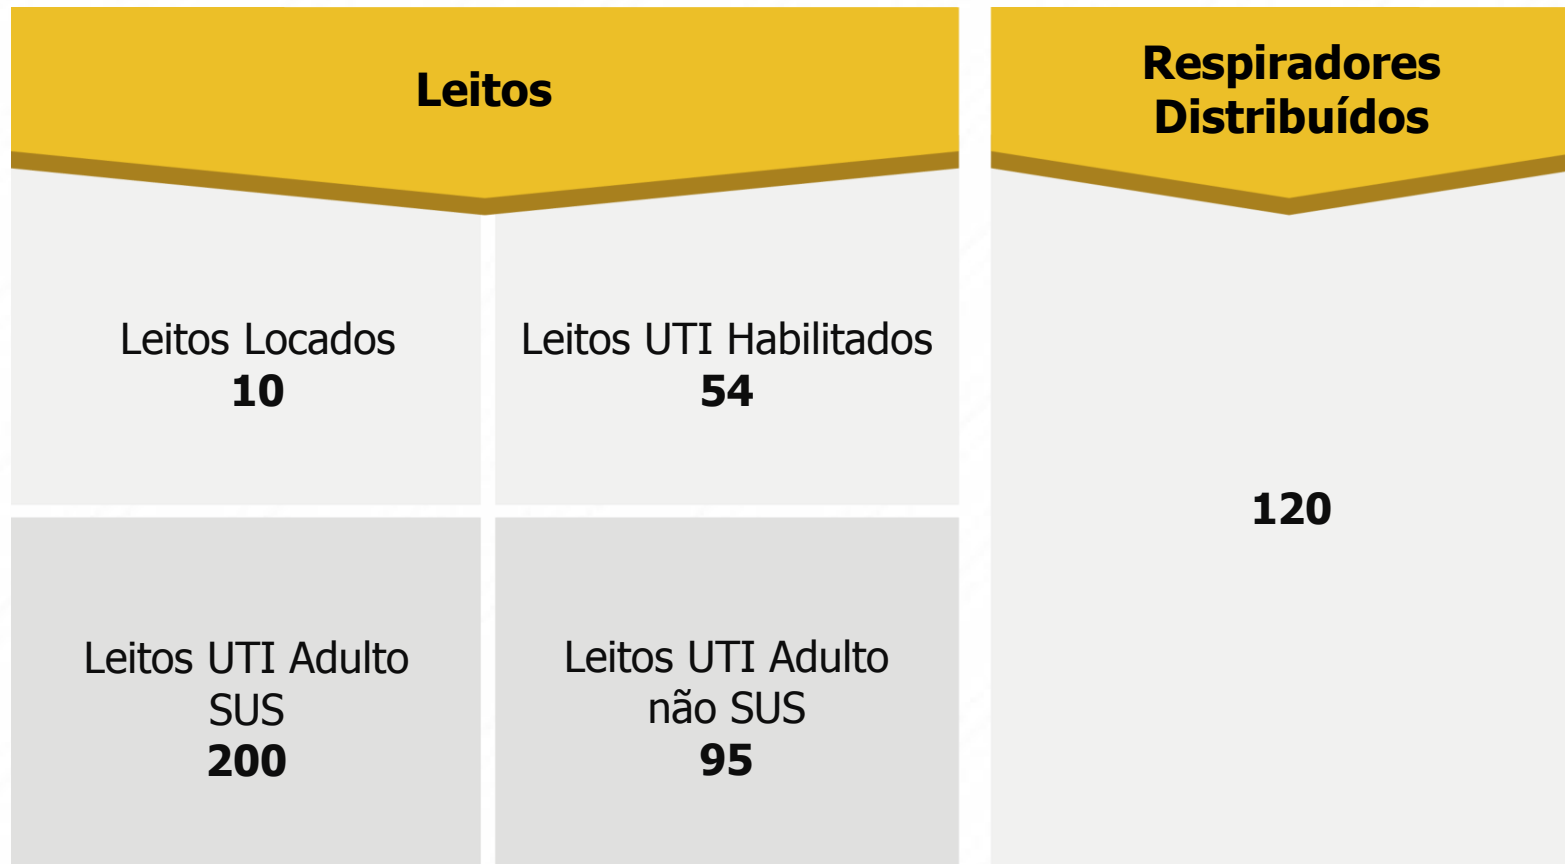 Leitos
Leitos Locados
10
Leitos UTI Habilitados
54
Leitos UTI Adulto
SUS
200
Leitos UTI Adulto
não SUS
95
Respiradores
Distribuídos
120